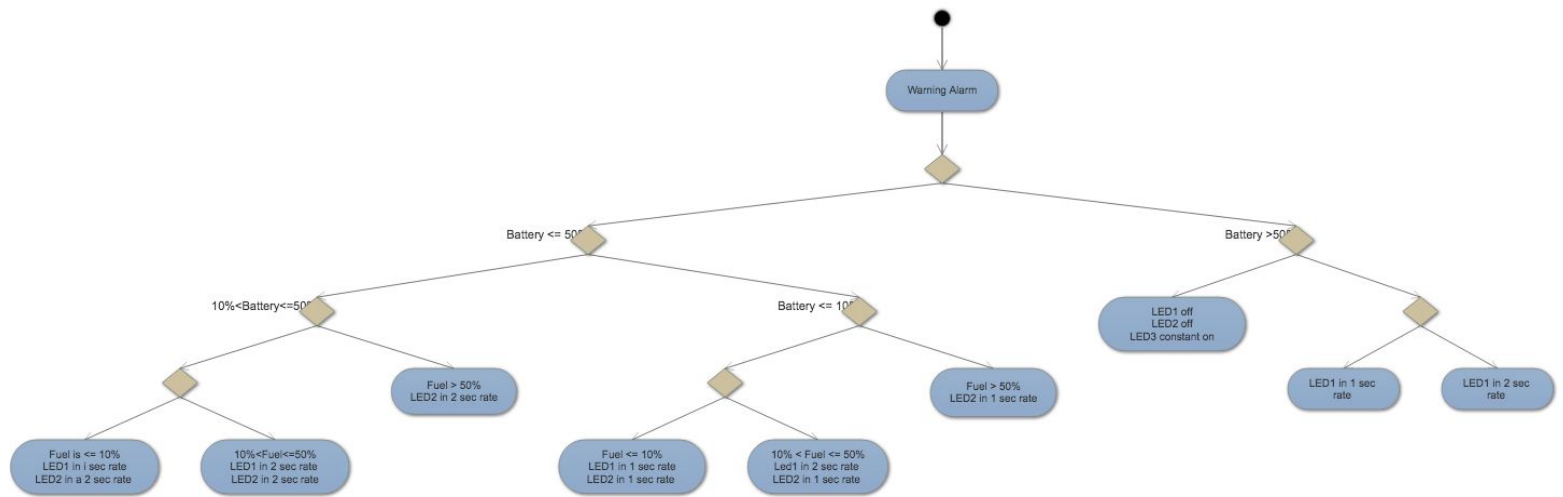 Warning Alarm
Battery <= 50%
Battery >50%
10%<Battery<=50%
Battery <= 10%
LED1 off
LED2 off
LED3 constant on
Fuel > 50%
LED2 in 2 sec rate
Fuel > 50%
LED2 in 1 sec rate
LED1 in 1 sec
rate
LED1 in 2 sec
rate
Fuel is <= 10%
LED1 in i sec rate
LED2 in a 2 sec rate
10%<Fuel<=50%
LED1 in 2 sec rate
LED2 in 2 sec rate
Fuel <= 10%
LED1 in 1 sec rate
LED2 in 1 sec rate
10% < Fuel <= 50%
Led1 in 2 sec rate
LED2 in 1 sec rate